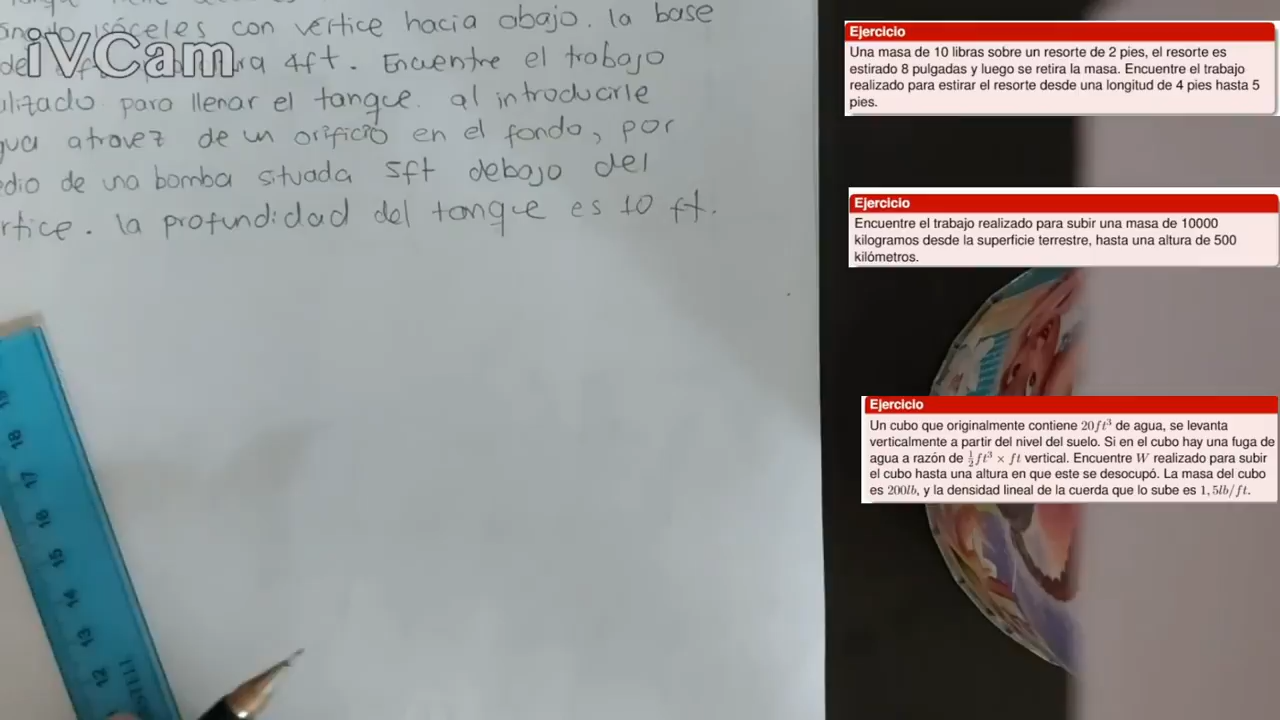 isóceles con vértice hacia abajo. la base
iVCam
4ft. Encuentre el trabajo
para llenar el tanque. al introducirle
atravez de un orificio en el fondo, por
de una bomba situada 5ft debajo del
la profundidad del tanque es 10 ft.
19
18
17
16
15
14
13
12
Ejercicio
Una masa de 10 libras sobre un resorte de 2 pies, el resorte es
estirado 8 pulgadas y luego se retira la masa. Encuentre el trabajo
realizado para estirar el resorte desde una longitud de 4 pies hasta 5
pies.
Ejercicio
Encuentre el trabajo realizado para subir una masa de 10000
kilogramos desde la superficie terrestre, hasta una altura de 500
kilómetros.
Ejercicio
Un cubo que originalmente contiene 20ft³ de agua, se levanta
verticalmente a partir del nivel del suelo. Si en el cubo hay una fuga de
agua a razón de ½ft³ × ft vertical. Encuentre W realizado para subir
el cubo hasta una altura en que este se desocupó. La masa del cubo
es 200lb, y la densidad lineal de la cuerda que lo sube es 1,5lb/ft.